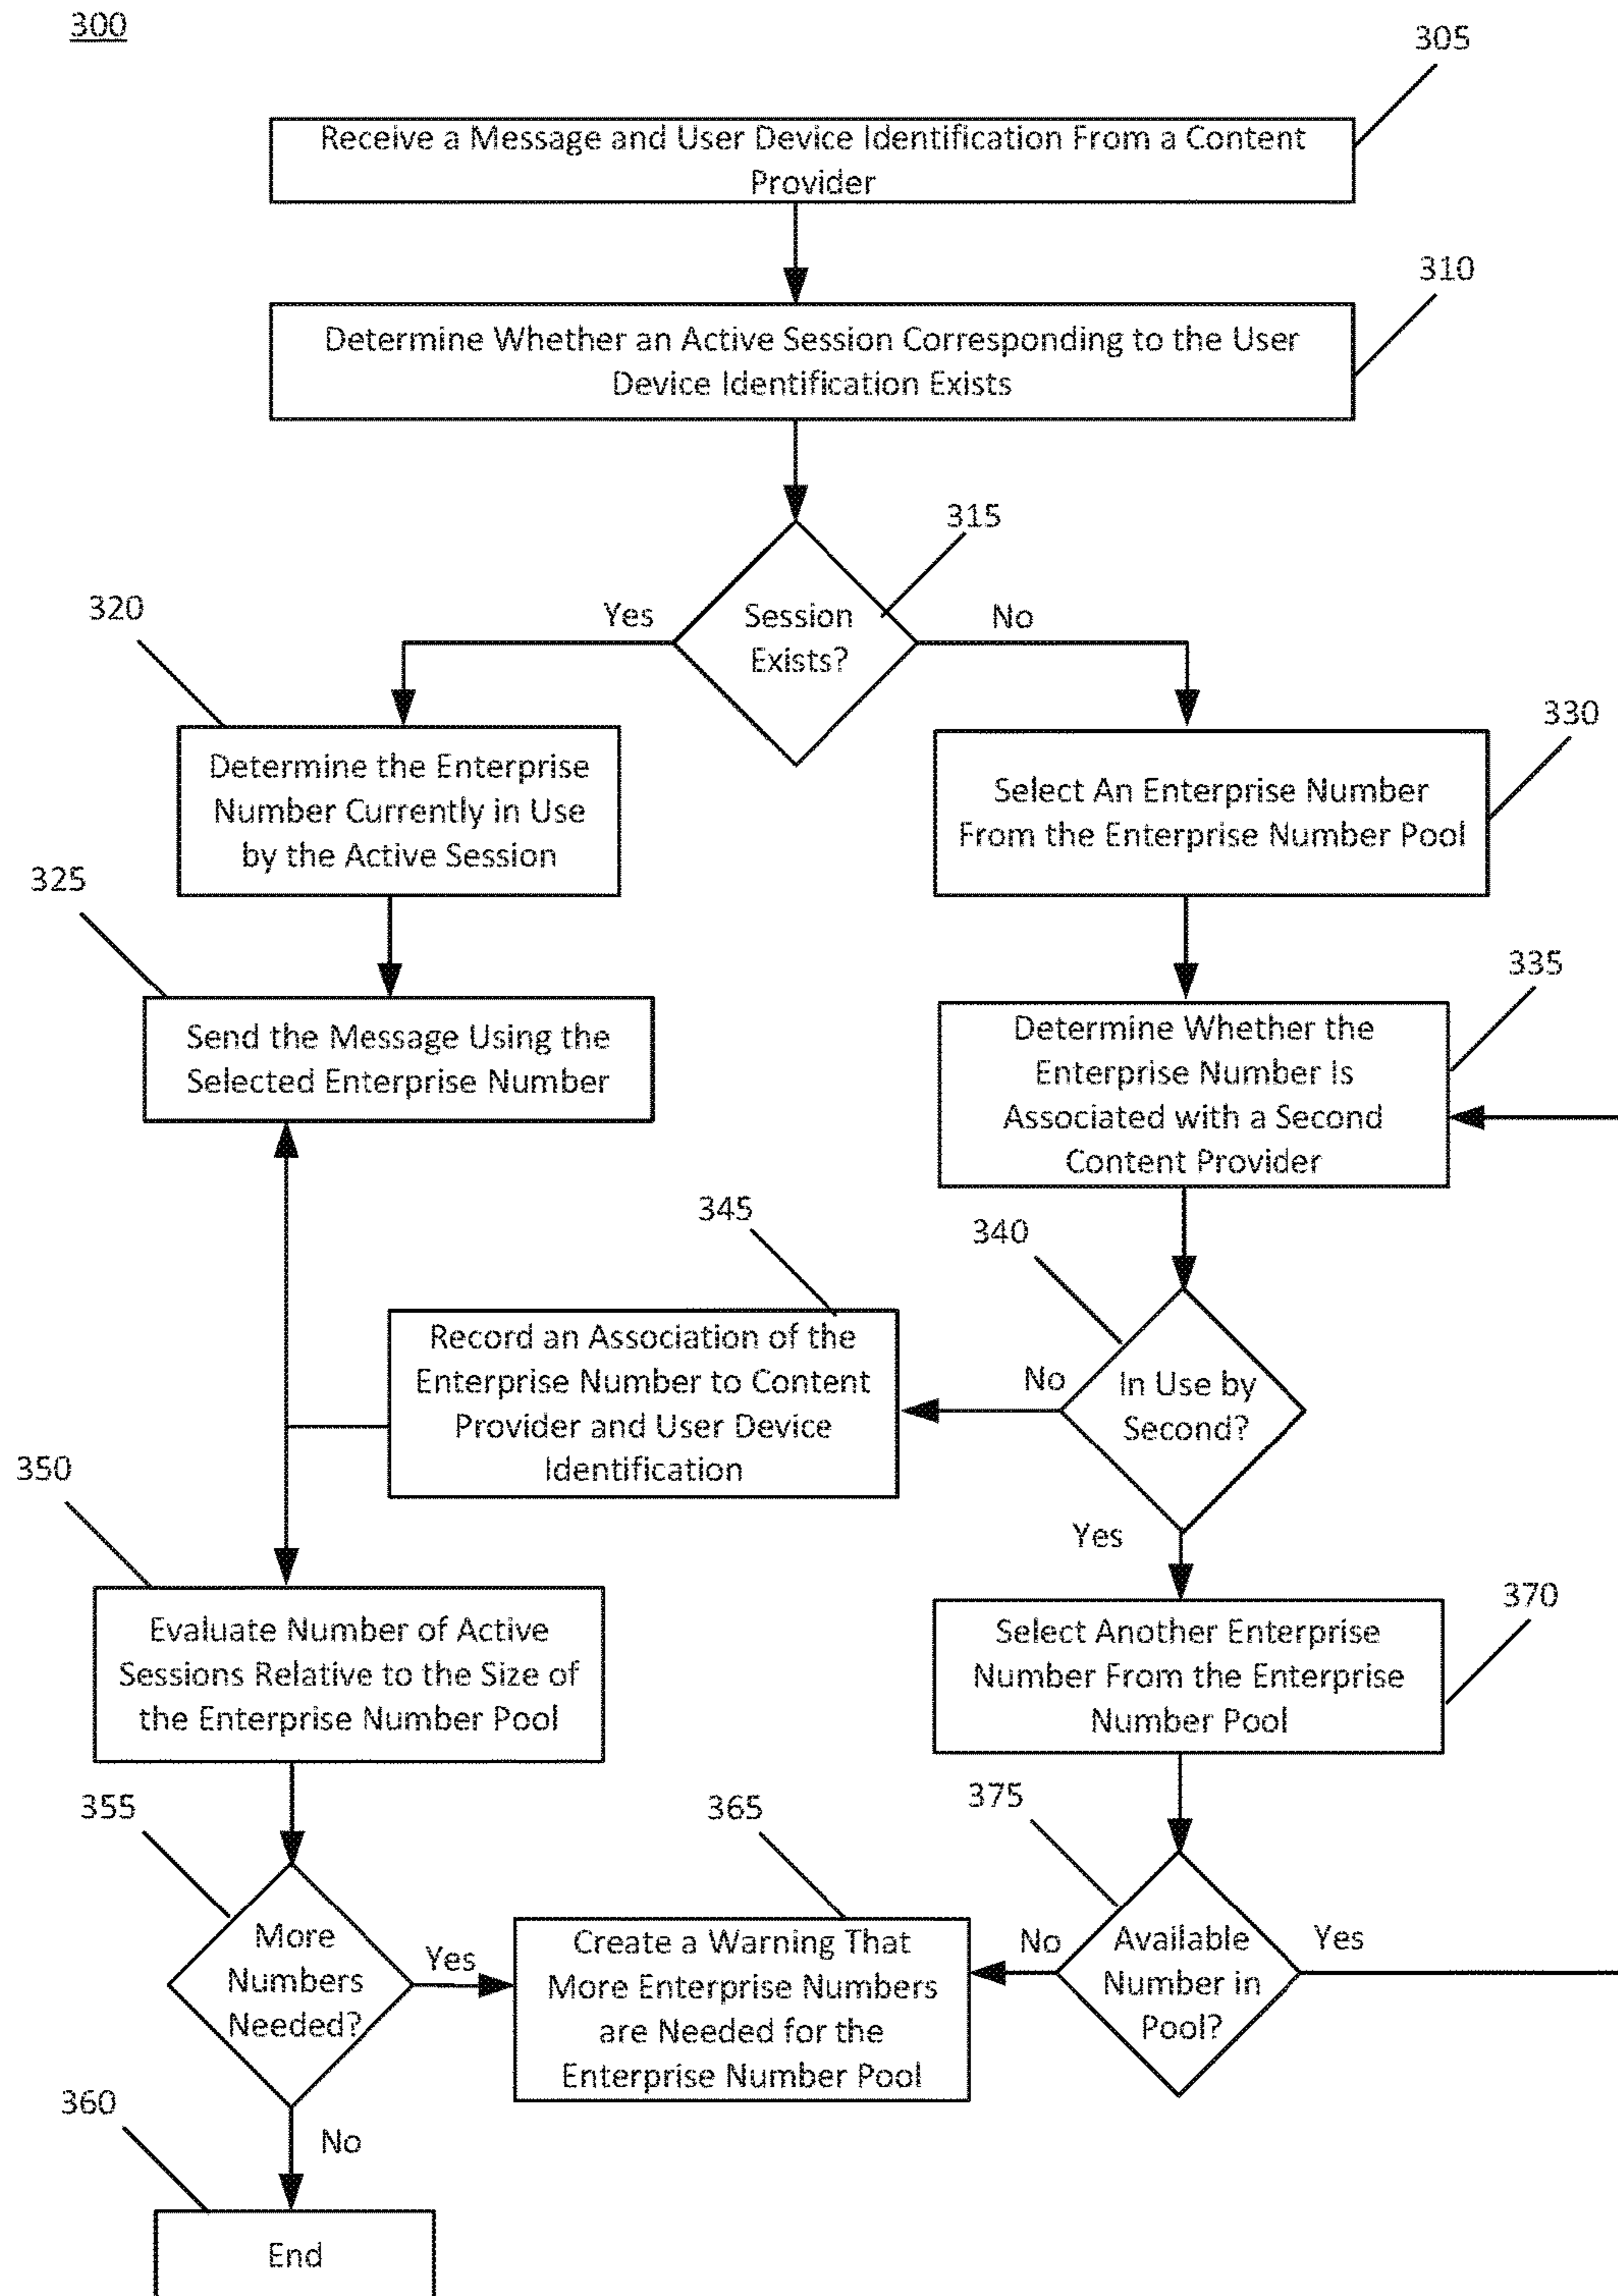 300
305
Receive a Message and User Device Identification From a Content
Provider
310
Determine Whether an Active Session Corresponding to the User
Device Identification Exists
315
Session
Exists?
Yes
No
320
Determine the Enterprise
Number Currently in Use
by the Active Session
330
Select An Enterprise Number
From the Enterprise Number Pool
325
Send the Message Using the
Selected Enterprise Number
335
Determine Whether the
Enterprise Number Is
Associated with a Second
Content Provider
340
In Use by
Second?
No
Yes
345
Record an Association of the
Enterprise Number to Content
Provider and User Device
Identification
350
Evaluate Number of Active
Sessions Relative to the Size of
the Enterprise Number Pool
370
Select Another Enterprise
Number From the Enterprise
Number Pool
355
More
Numbers
Needed?
Yes
No
365
Create a Warning That
More Enterprise Numbers
are Needed for the
Enterprise Number Pool
375
Available
Number in
Pool?
No
Yes
360
End